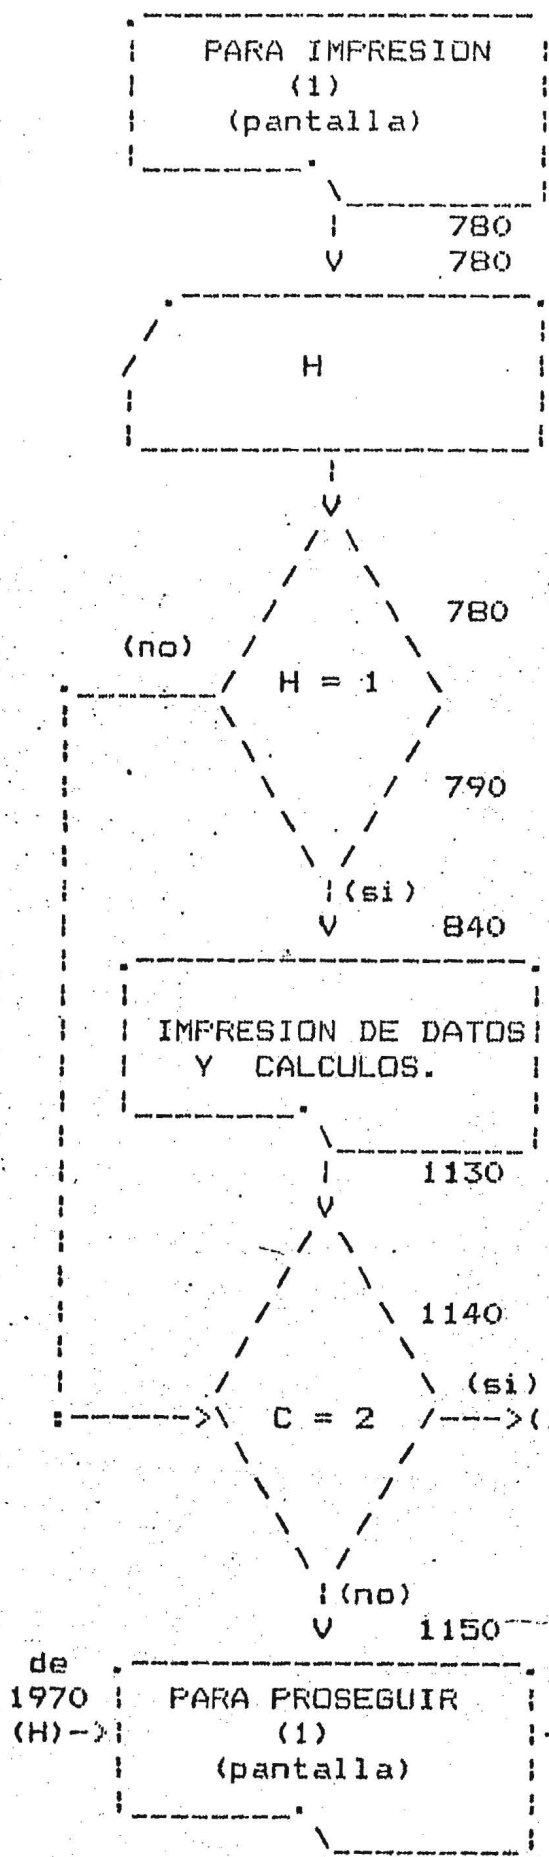 PARA IMPRESION
(1)
(pantalla)
780
780
H
780
(no)
H = 1
790
(si)
840
IMPRESION DE DATOS
Y CALCULOS.
1130
1140
(si)
C = 2
(no)
1150
de
1970
(H)->
PARA PROSEGUIR
(1)
(pantalla)